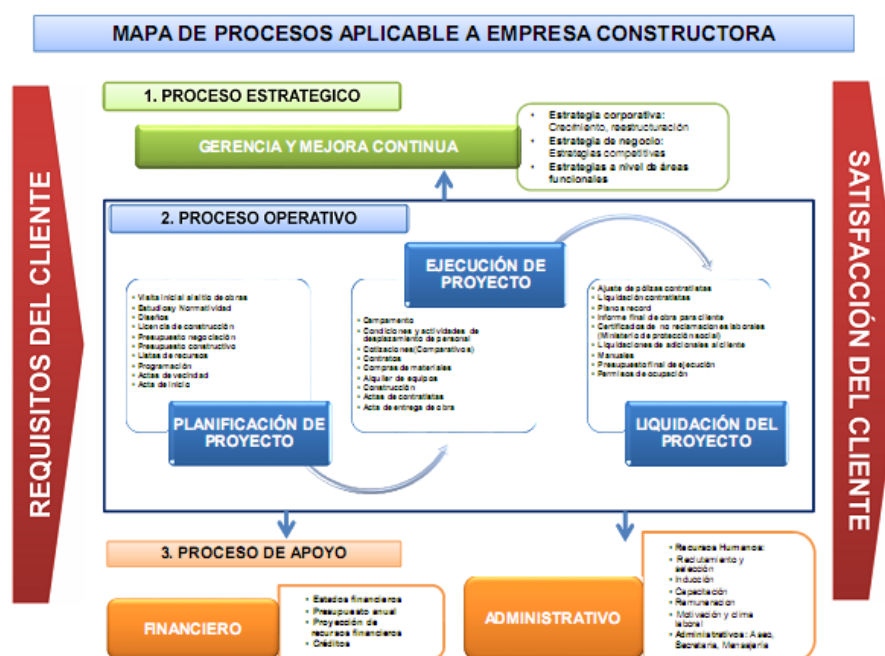 MAPA DE PROCESOS APLICABLE A EMPRESA CONSTRUCTORA
REQUISITOS DEL CLIENTE
1. PROCESO ESTRATEGICO
GERENCIA Y MEJORA CONTINUA
• Estrategia corporativa:
Crecimiento, reestructuración
• Estrategia de negocio:
Estrategias competitivas
• Estrategias a nivel de áreas
funcionales
2. PROCESO OPERATIVO
• Visita inicial al sitio de obras
• Estudios y Normatividad
• Diseños
• Licencia de construcción
• Presupuesto negociación
• Presupuesto constructivo
• Listas de recursos
• Programación
• Actas de vecindad
• Acta de inicio
PLANIFICACIÓN DE
PROYECTO
EJECUCIÓN DE
PROYECTO
• Campamento
• Condiciones y actividades de
desplazamiento de personal
• Cotizaciones(Comparativos)
• Contratos
• Compras de materiales
• Alquiler de equipos
• Construcción
• Actas de contratistas
• Acta de entrega de obra
• Ajuste de pólizas contratistas
• Liquidación contratistas
• Planos record
• Informe final de obra para cliente
• Certificados de no reclamaciones laborales
(Ministerio de protección social)
• Liquidaciones de adicionales al cliente
• Manuales
• Presupuesto final de ejecución
• Permisos de ocupación
LIQUIDACIÓN DEL
PROYECTO
3. PROCESO DE APOYO
FINANCIERO
• Estados financieros
• Presupuesto anual
• Proyección de
recursos financieros
• Créditos
ADMINISTRATIVO
• Recursos Humanos:
• Reclutamiento y
selección
• Inducción
• Capacitación
• Remuneración
• Motivación y clima
laboral
• Administrativos: Aseo,
Secretaria, Mensajería
SATISFACCIÓN DEL CLIENTE